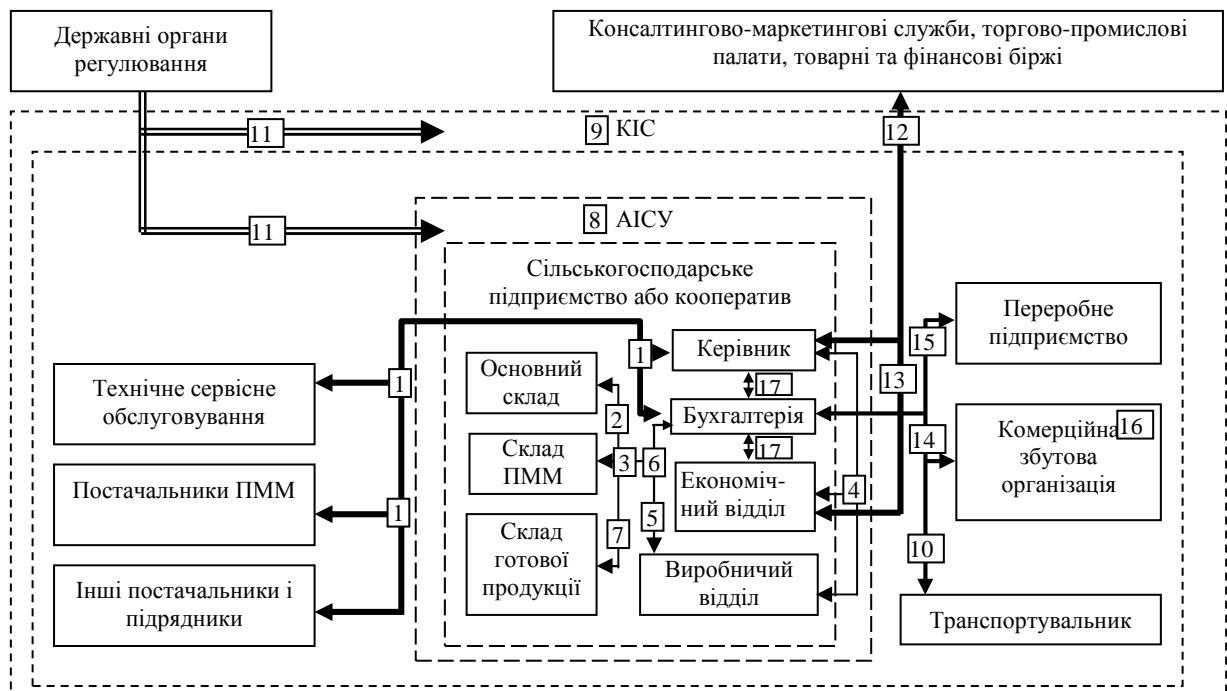 Державні органи
регулювання
Консалтингово-маркетингові служби, торгово-промислові
палати, товарні та фінансові біржі
11
9 КІС
12
11
8 АІСУ
Сільськогосподарське
підприємство або кооператив
Технічне сервісне
обслуговування
1
Постачальники ПММ
1
Інші постачальники і
підрядники
Основний
склад
2
Склад
ПММ
3
6
Склад
готової
продукції
7
5
1
Керівник
17
Бухгалтерія
17
Економіч-
ний відділ
4
Виробничий
відділ
13
15
Переробне
підприємство
14
Комерційна 16
збутова
організація
10
Транспортувальник